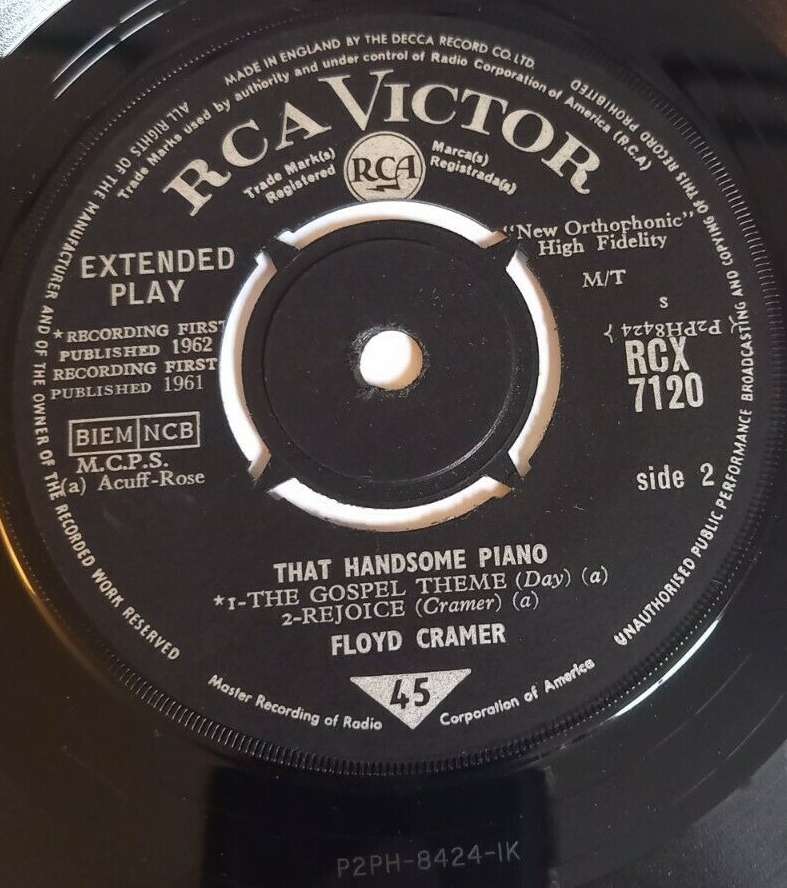 MADE IN ENGLAND BY THE DECCA RECORD CO. LTD.
ALL RIGHTS OF THE MANUFACTURER AND OF THE OWNER OF THE RECORDED WORK RESERVED
UNAUTHORISED PUBLIC PERFORMANCE BROADCASTING AND COPYING OF THIS RECORD PROHIBITED
Trade Marks used by authority and under control of Radio Corporation of America (R.C.A)
RCA VICTOR
Trade Mark(s)
Registered
RCA
Marca(s)
Registrada(s)
EXTENDED
PLAY
"New Orthophonic"
High Fidelity
M/T
s
{ P2PH8424 }
RCX
7120
*RECORDING FIRST
PUBLISHED 1962
RECORDING FIRST
PUBLISHED 1961
BIEM NCB
M.C.P.S.
(a) Acuff-Rose
side 2
THAT HANDSOME PIANO
*1-THE GOSPEL THEME (Day) (a)
2-REJOICE (Cramer) (a)
FLOYD CRAMER
45
Master Recording of Radio Corporation of America
P2PH-8424-1K